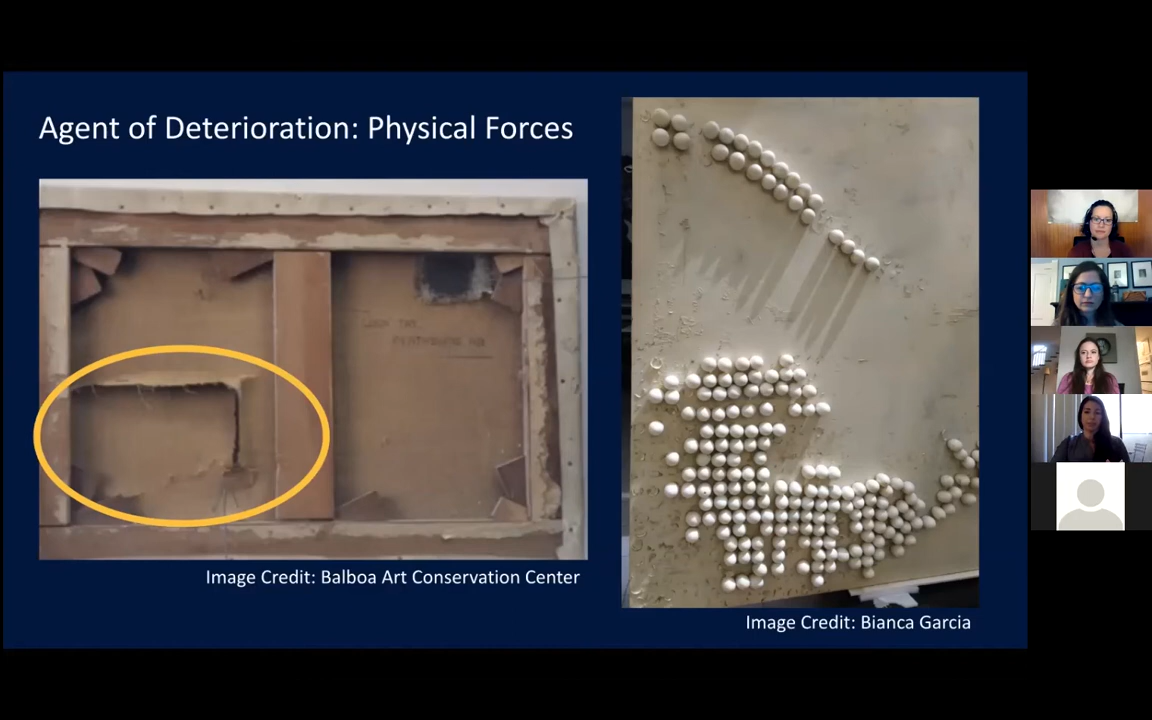 Agent of Deterioration: Physical Forces
Image Credit: Balboa Art Conservation Center
Image Credit: Bianca Garcia